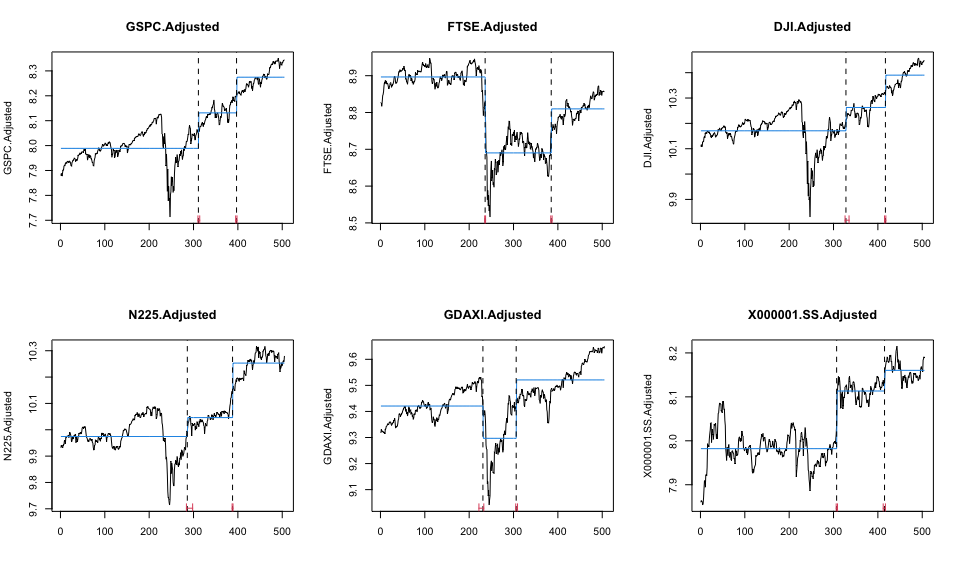 GSPC.Adjusted
GSPC.Adjusted
7.7 7.8 7.9 8.0 8.1 8.2 8.3
0 100 200 300 400 500
FTSE.Adjusted
FTSE.Adjusted
8.5 8.6 8.7 8.8 8.9
0 100 200 300 400 500
DJI.Adjusted
DJI.Adjusted
9.9 10.1 10.3
0 100 200 300 400 500
N225.Adjusted
N225.Adjusted
9.7 9.8 9.9 10.1 10.3
0 100 200 300 400 500
GDAXI.Adjusted
GDAXI.Adjusted
9.1 9.2 9.3 9.4 9.5 9.6
0 100 200 300 400 500
X000001.SS.Adjusted
X000001.SS.Adjusted
7.9 8.0 8.1 8.2
0 100 200 300 400 500